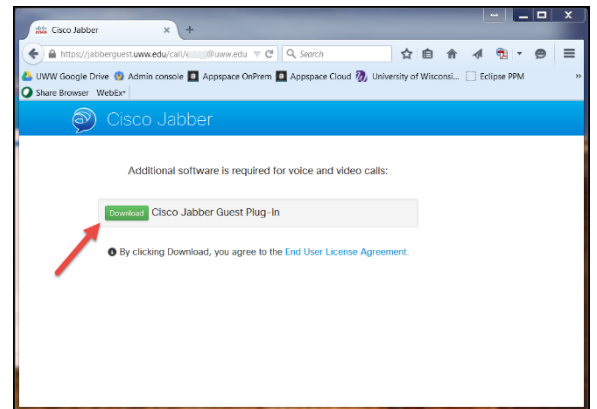 Cisco Jabber
https://jabberguest.uww.edu/call/ @uww.edu
Search
UWW Google Drive Admin console Appspace OnPrem Appspace Cloud University of Wisconsi... Eclipse PPM
Share Browser WebEx
Cisco Jabber
Additional software is required for voice and video calls:
Download Cisco Jabber Guest Plug-in
By clicking Download, you agree to the End User License Agreement.